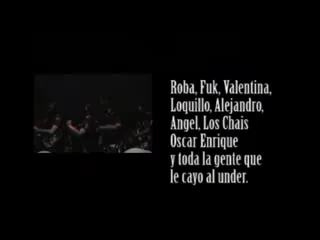 Roba, Fuk, Valentina,
Loquillo, Alejandro,
Angel, Los Chais
Oscar Enrique
y toda la gente que
le cayo al under.